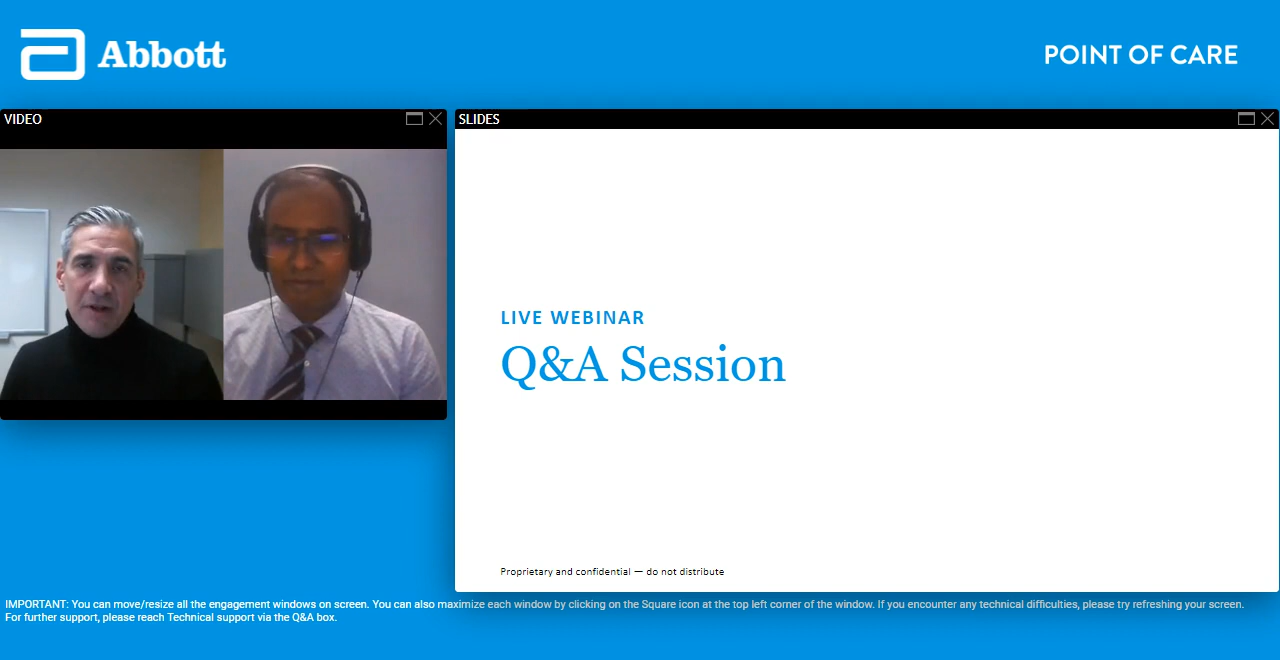 Abbott
POINT OF CARE
VIDEO
SLIDES
LIVE WEBINAR
Q&A Session
Proprietary and confidential — do not distribute
IMPORTANT: You can move/resize all the engagement windows on screen. You can also maximize each window by clicking on the Square icon at the top left corner of the window. If you encounter any technical difficulties, please try refreshing your screen.
For further support, please reach Technical support via the Q&A box.